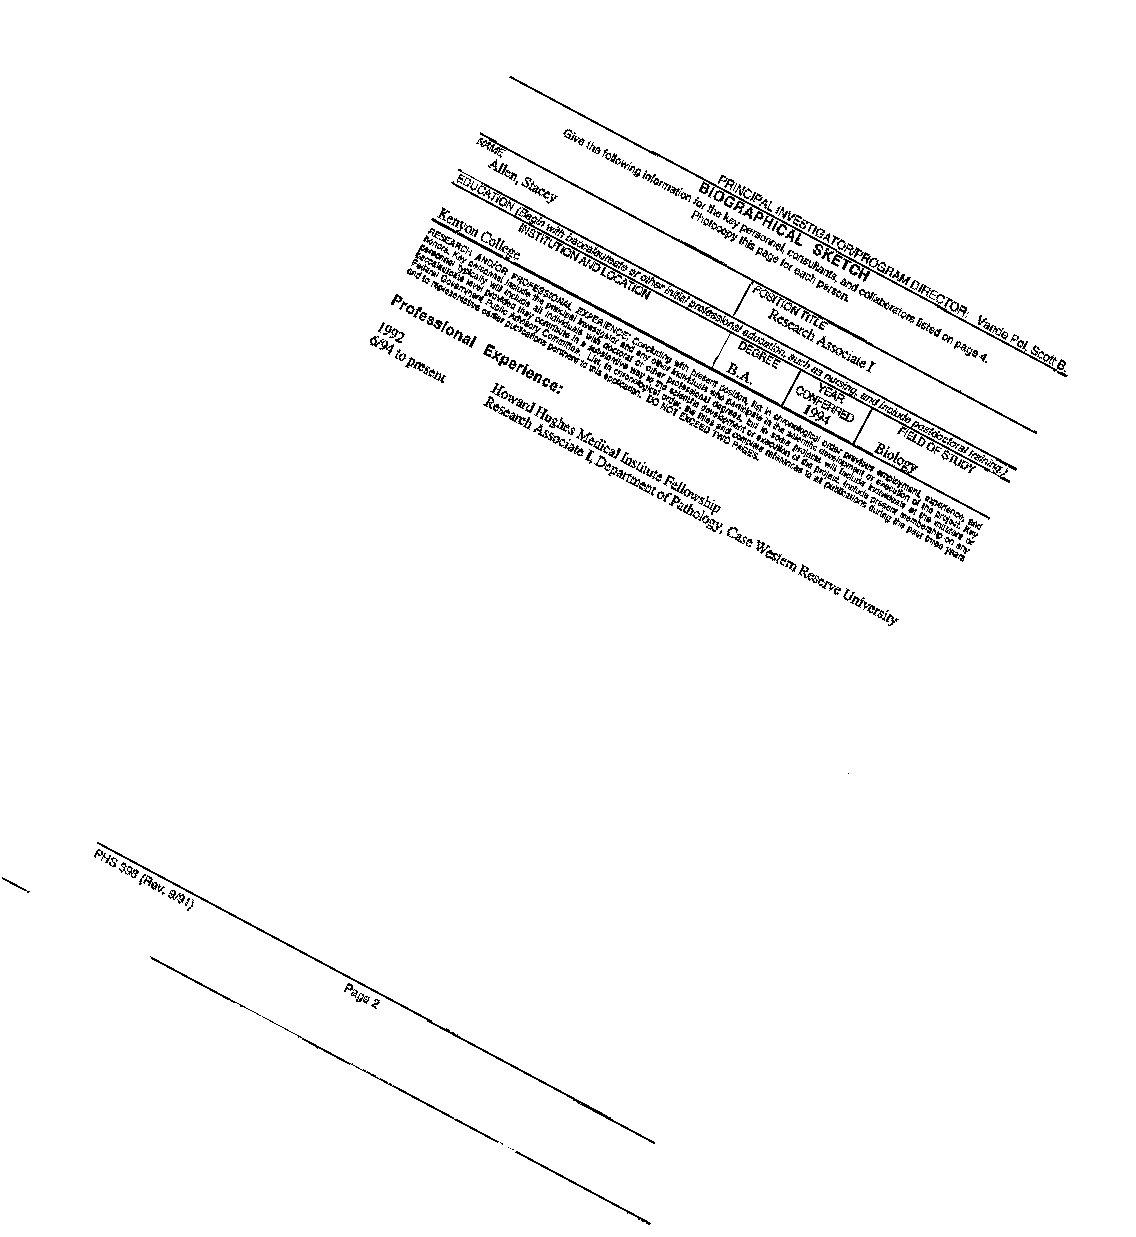 PRINCIPAL INVESTIGATOR/PROGRAM DIRECTOR: Vande Pol, Scott B.
BIOGRAPHICAL SKETCH
Give the following information for the key personnel, consultants, and collaborators listed on page 4.
Photocopy this page for each person.
NAME
Allen, Stacey
POSITION TITLE
Research Associate I
EDUCATION (Begin with baccalaureate or other initial professional education, such as nursing, and include postdoctoral training.)
INSTITUTION AND LOCATION
DEGREE
YEAR
CONFERRED
FIELD OF STUDY
Kenyon College
B.A.
1994
Biology
RESEARCH AND/OR PROFESSIONAL EXPERIENCE: Concluding with present position, list in chronological order previous employment, experience, and
honors. Key personnel include the principal investigator and any other individuals who participate in the scientific development or execution of the project. Key
personnel typically will include all individuals with doctoral or other professional degrees, but in some projects will include individuals at the masters or
baccalaureate level provided they contribute in a substantive way to the scientific development or execution of the project. Include present membership on any
Federal Government Public Advisory Committee. List, in chronological order, the titles and complete references to all publications during the past three years
and to representative earlier publications pertinent to this application. DO NOT EXCEED TWO PAGES.
Professional Experience:
1992 Howard Hughes Medical Institute Fellowship
6/94 to present Research Associate I, Department of Pathology, Case Western Reserve University
PHS 398 (Rev. 9/91)
Page 2